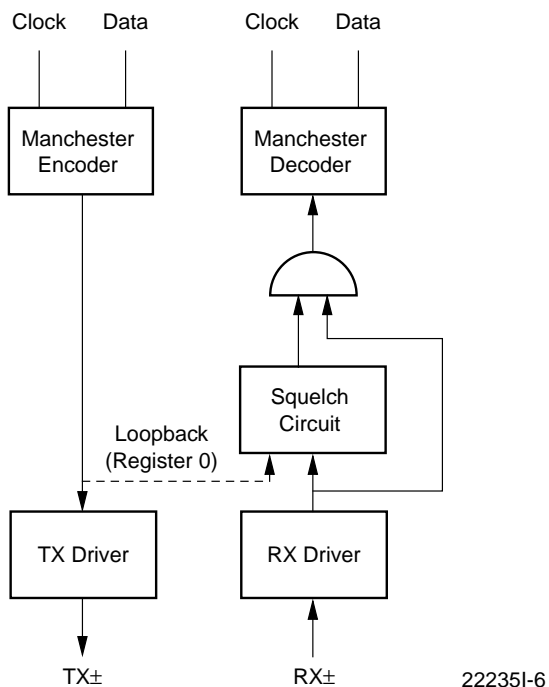 Clock Data Clock Data
Manchester
Encoder
Manchester
Decoder
Squelch
Circuit
Loopback
(Register 0)
TX Driver
RX Driver
TX±
RX±
22235I-6